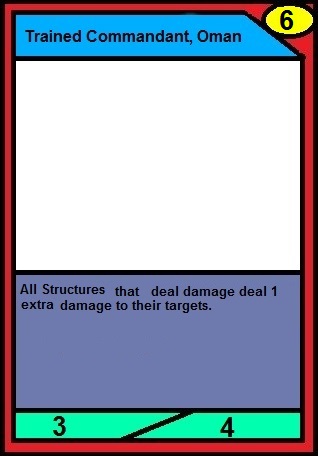 Trained Commandant, Oman
6
All Structures that deal damage deal 1
extra damage to their targets.
3
4